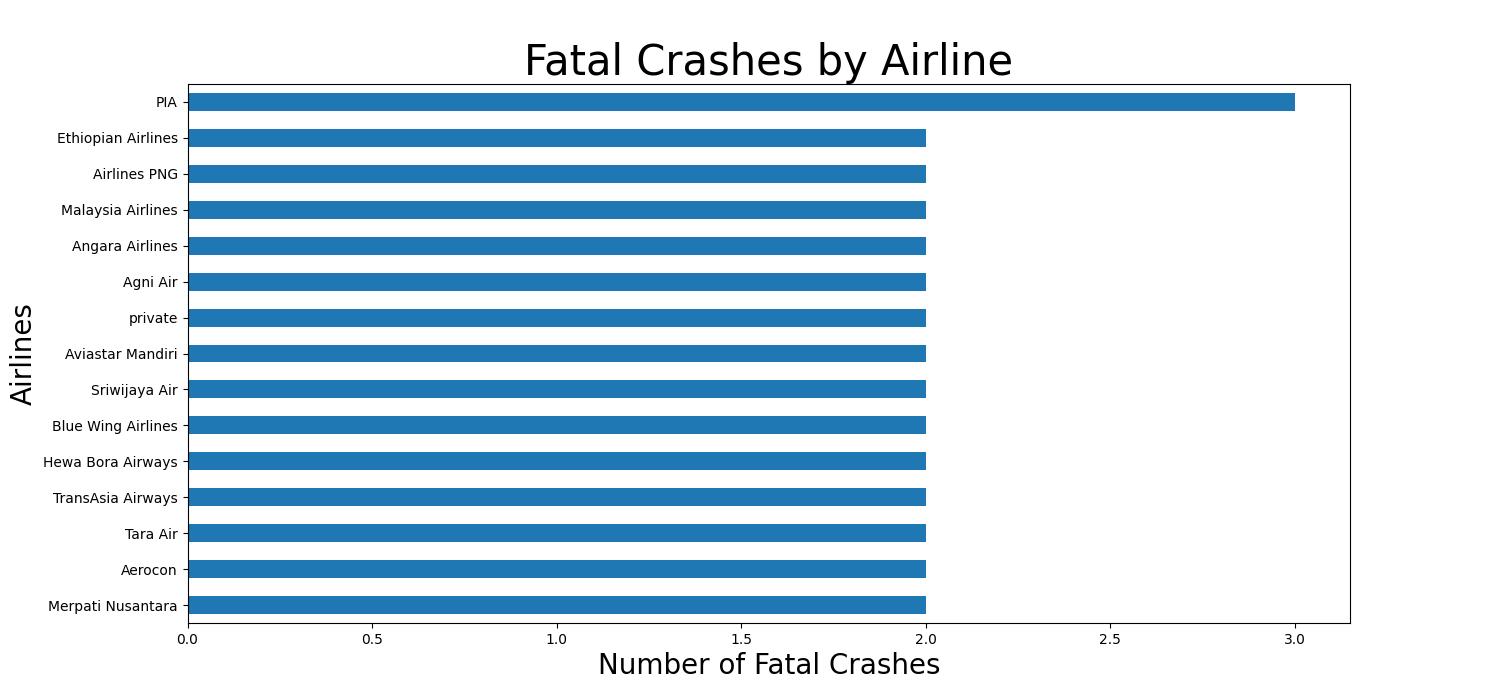 Fatal Crashes by Airline
PIA
Ethiopian Airlines
Airlines PNG
Malaysia Airlines
Angara Airlines
Agni Air
private
Aviastar Mandiri
Sriwijaya Air
Blue Wing Airlines
Hewa Bora Airways
TransAsia Airways
Tara Air
Aerocon
Merpati Nusantara
Airlines
0.0 0.5 1.0 1.5 2.0 2.5 3.0
Number of Fatal Crashes